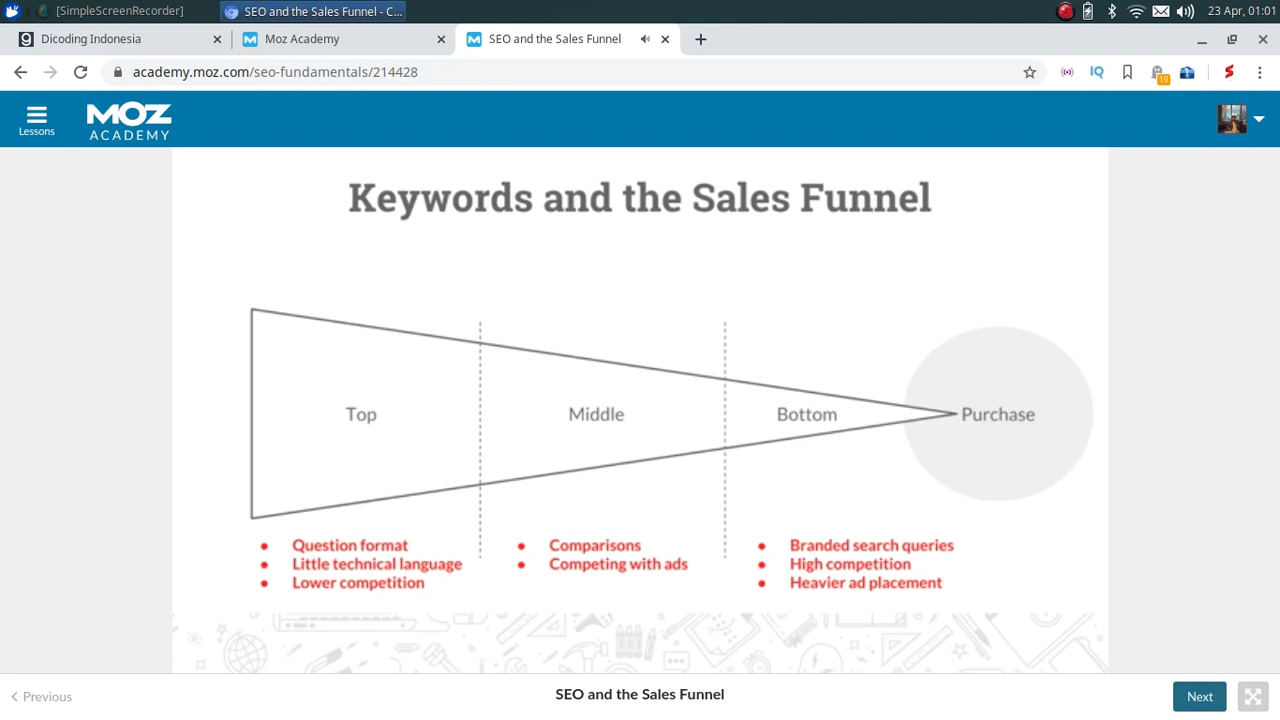 [SimpleScreenRecorder]
SEO and the Sales Funnel - C...
23 Apr, 01:01
Dicoding Indonesia
Moz Academy
SEO and the Sales Funnel
academy.moz.com/seo-fundamentals/214428
IQ
19
Lessons
MOZ
ACADEMY
Keywords and the Sales Funnel
Top
Middle
Bottom
Purchase
• Question format
• Little technical language
• Lower competition
• Comparisons
• Competing with ads
• Branded search queries
• High competition
• Heavier ad placement
Previous
SEO and the Sales Funnel
Next